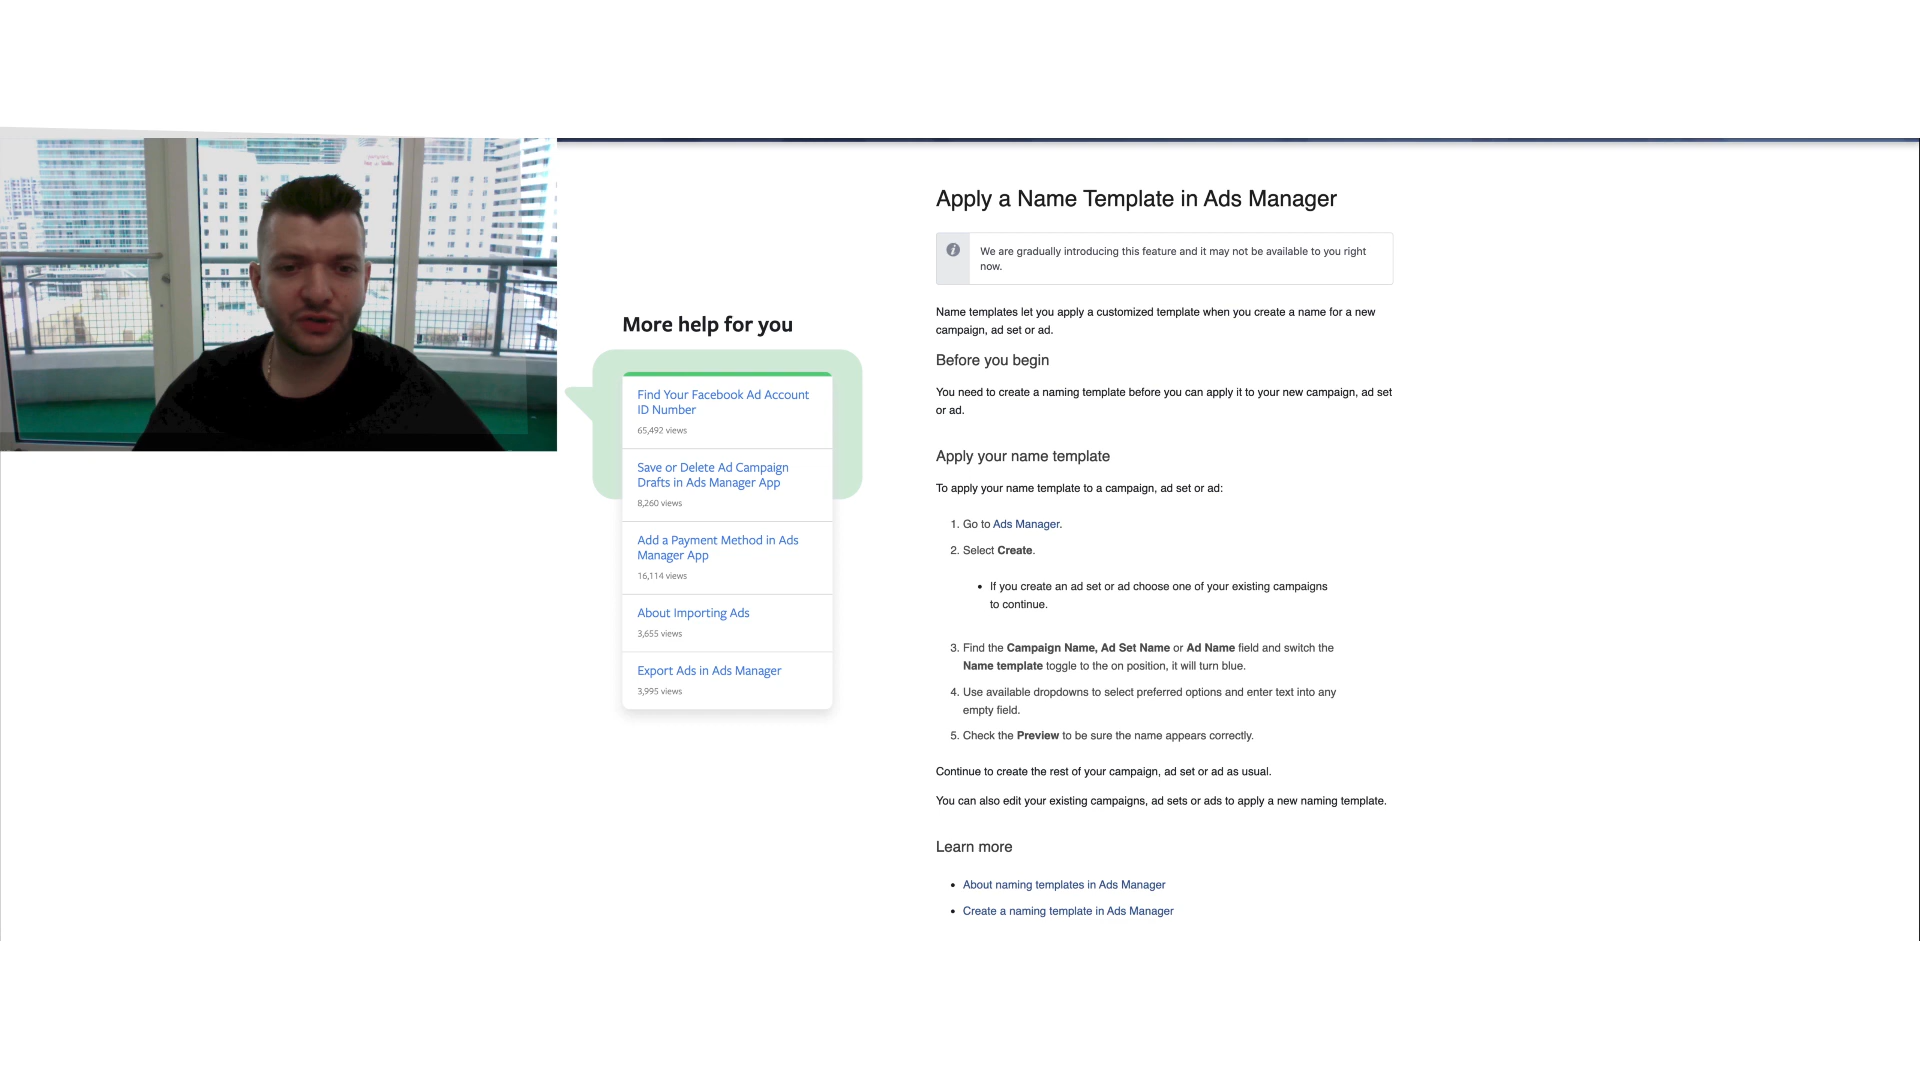 More help for you
Find Your Facebook Ad Account
ID Number
65,492 views
Save or Delete Ad Campaign
Drafts in Ads Manager App
8,260 views
Add a Payment Method in Ads
Manager App
16,114 views
About Importing Ads
3,655 views
Export Ads in Ads Manager
3,995 views
Apply a Name Template in Ads Manager
We are gradually introducing this feature and it may not be available to you right
now.
Name templates let you apply a customized template when you create a name for a new
campaign, ad set or ad.
Before you begin
You need to create a naming template before you can apply it to your new campaign, ad set
or ad.
Apply your name template
To apply your name template to a campaign, ad set or ad:
1. Go to Ads Manager.
2. Select Create.
• If you create an ad set or ad choose one of your existing campaigns
to continue.
3. Find the Campaign Name, Ad Set Name or Ad Name field and switch the
Name template toggle to the on position, it will turn blue.
4. Use available dropdowns to select preferred options and enter text into any
empty field.
5. Check the Preview to be sure the name appears correctly.
Continue to create the rest of your campaign, ad set or ad as usual.
You can also edit your existing campaigns, ad sets or ads to apply a new naming template.
Learn more
• About naming templates in Ads Manager
• Create a naming template in Ads Manager